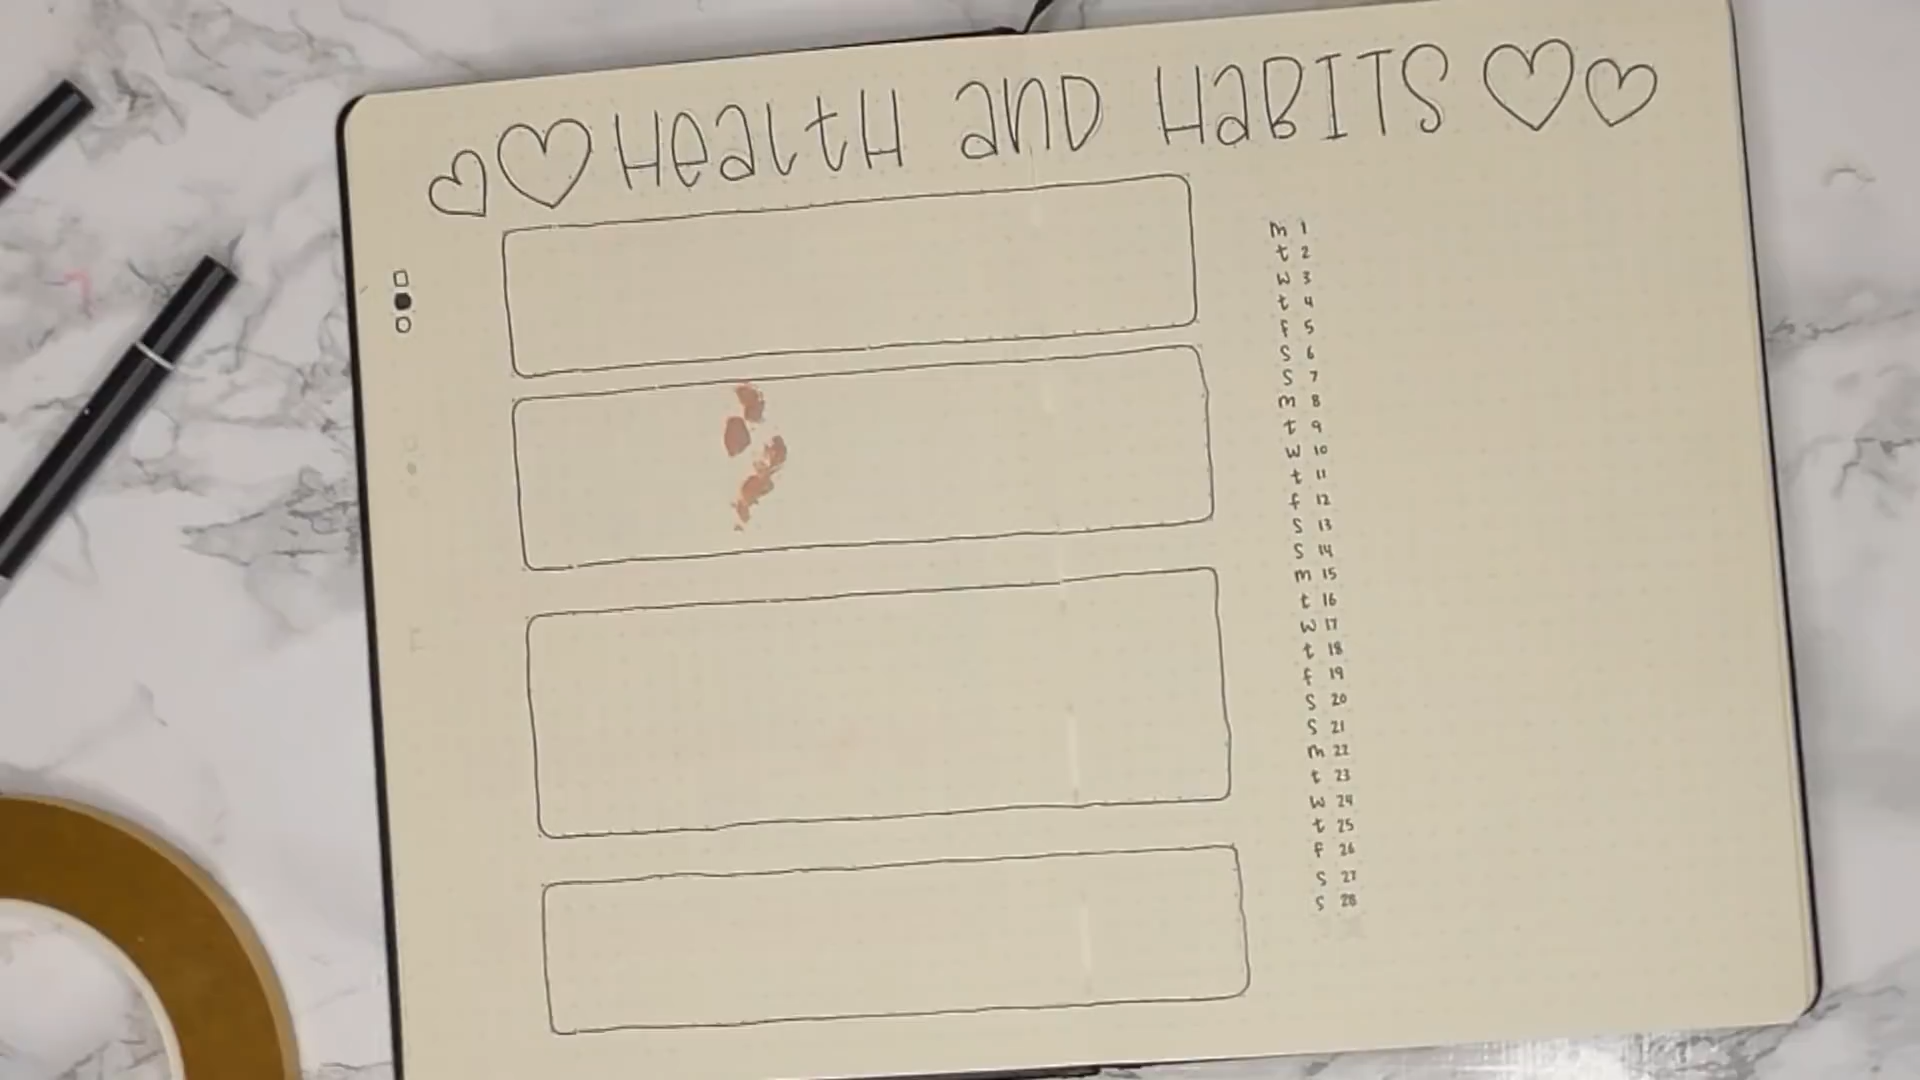 Health and Habits
m 1
t 2
w 3
t 4
f 5
s 6
s 7
m 8
t 9
w 10
t 11
f 12
s 13
s 14
m 15
t 16
w 17
t 18
f 19
s 20
s 21
m 22
t 23
w 24
t 25
f 26
s 27
s 28